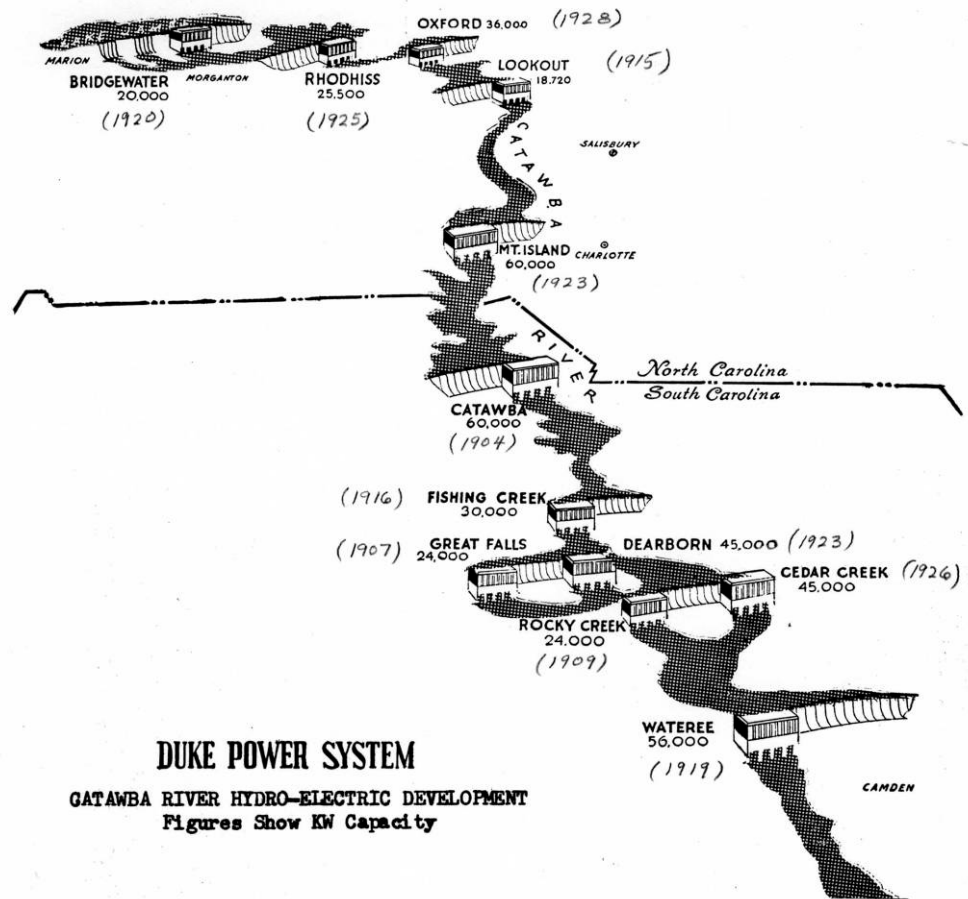 OXFORD 36,000 (1928)
MARION
BRIDGEWATER
20,000
(1920)
MORGANTON
RHODHISS
25,500
(1925)
LOOKOUT
18.720
(1915)
CATAWBA
SALISBURY
MT. ISLAND
60,000
(1923)
CHARLOTTE
RIVER
North Carolina
South Carolina
CATAWBA
60,000
(1904)
(1916) FISHING CREEK
30,000
(1907) GREAT FALLS
24,000
DEARBORN 45,000 (1923)
CEDAR CREEK (1926)
45,000
ROCKY CREEK
24,000
(1909)
WATEREE
56,000
(1919)
CAMDEN
DUKE POWER SYSTEM
GATAWBA RIVER HYDRO-ELECTRIC DEVELOPMENT
Figures Show KW Capacity